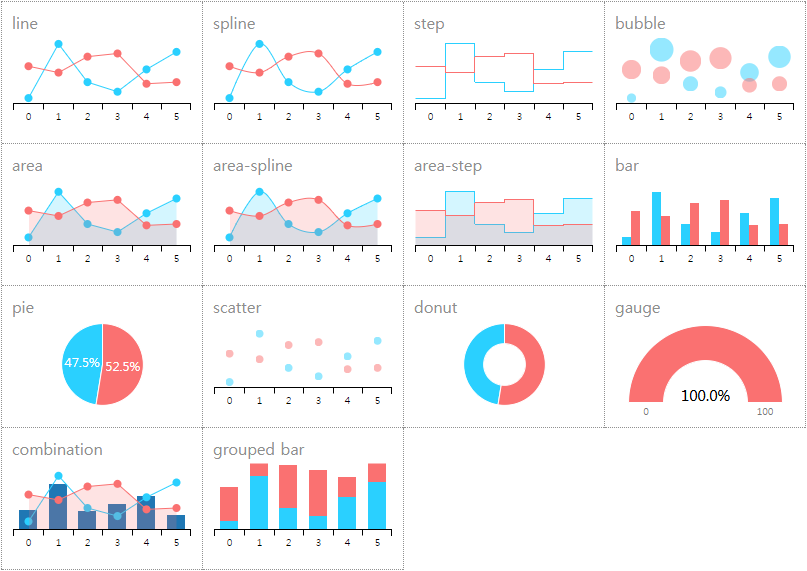 line
0 1 2 3 4 5
spline
0 1 2 3 4 5
step
0 1 2 3 4 5
bubble
0 1 2 3 4 5
area
0 1 2 3 4 5
area-spline
0 1 2 3 4 5
area-step
0 1 2 3 4 5
bar
0 1 2 3 4 5
pie
47.5% 52.5%
scatter
0 1 2 3 4 5
donut
gauge
100.0%
0 100
combination
0 1 2 3 4 5
grouped bar
0 1 2 3 4 5